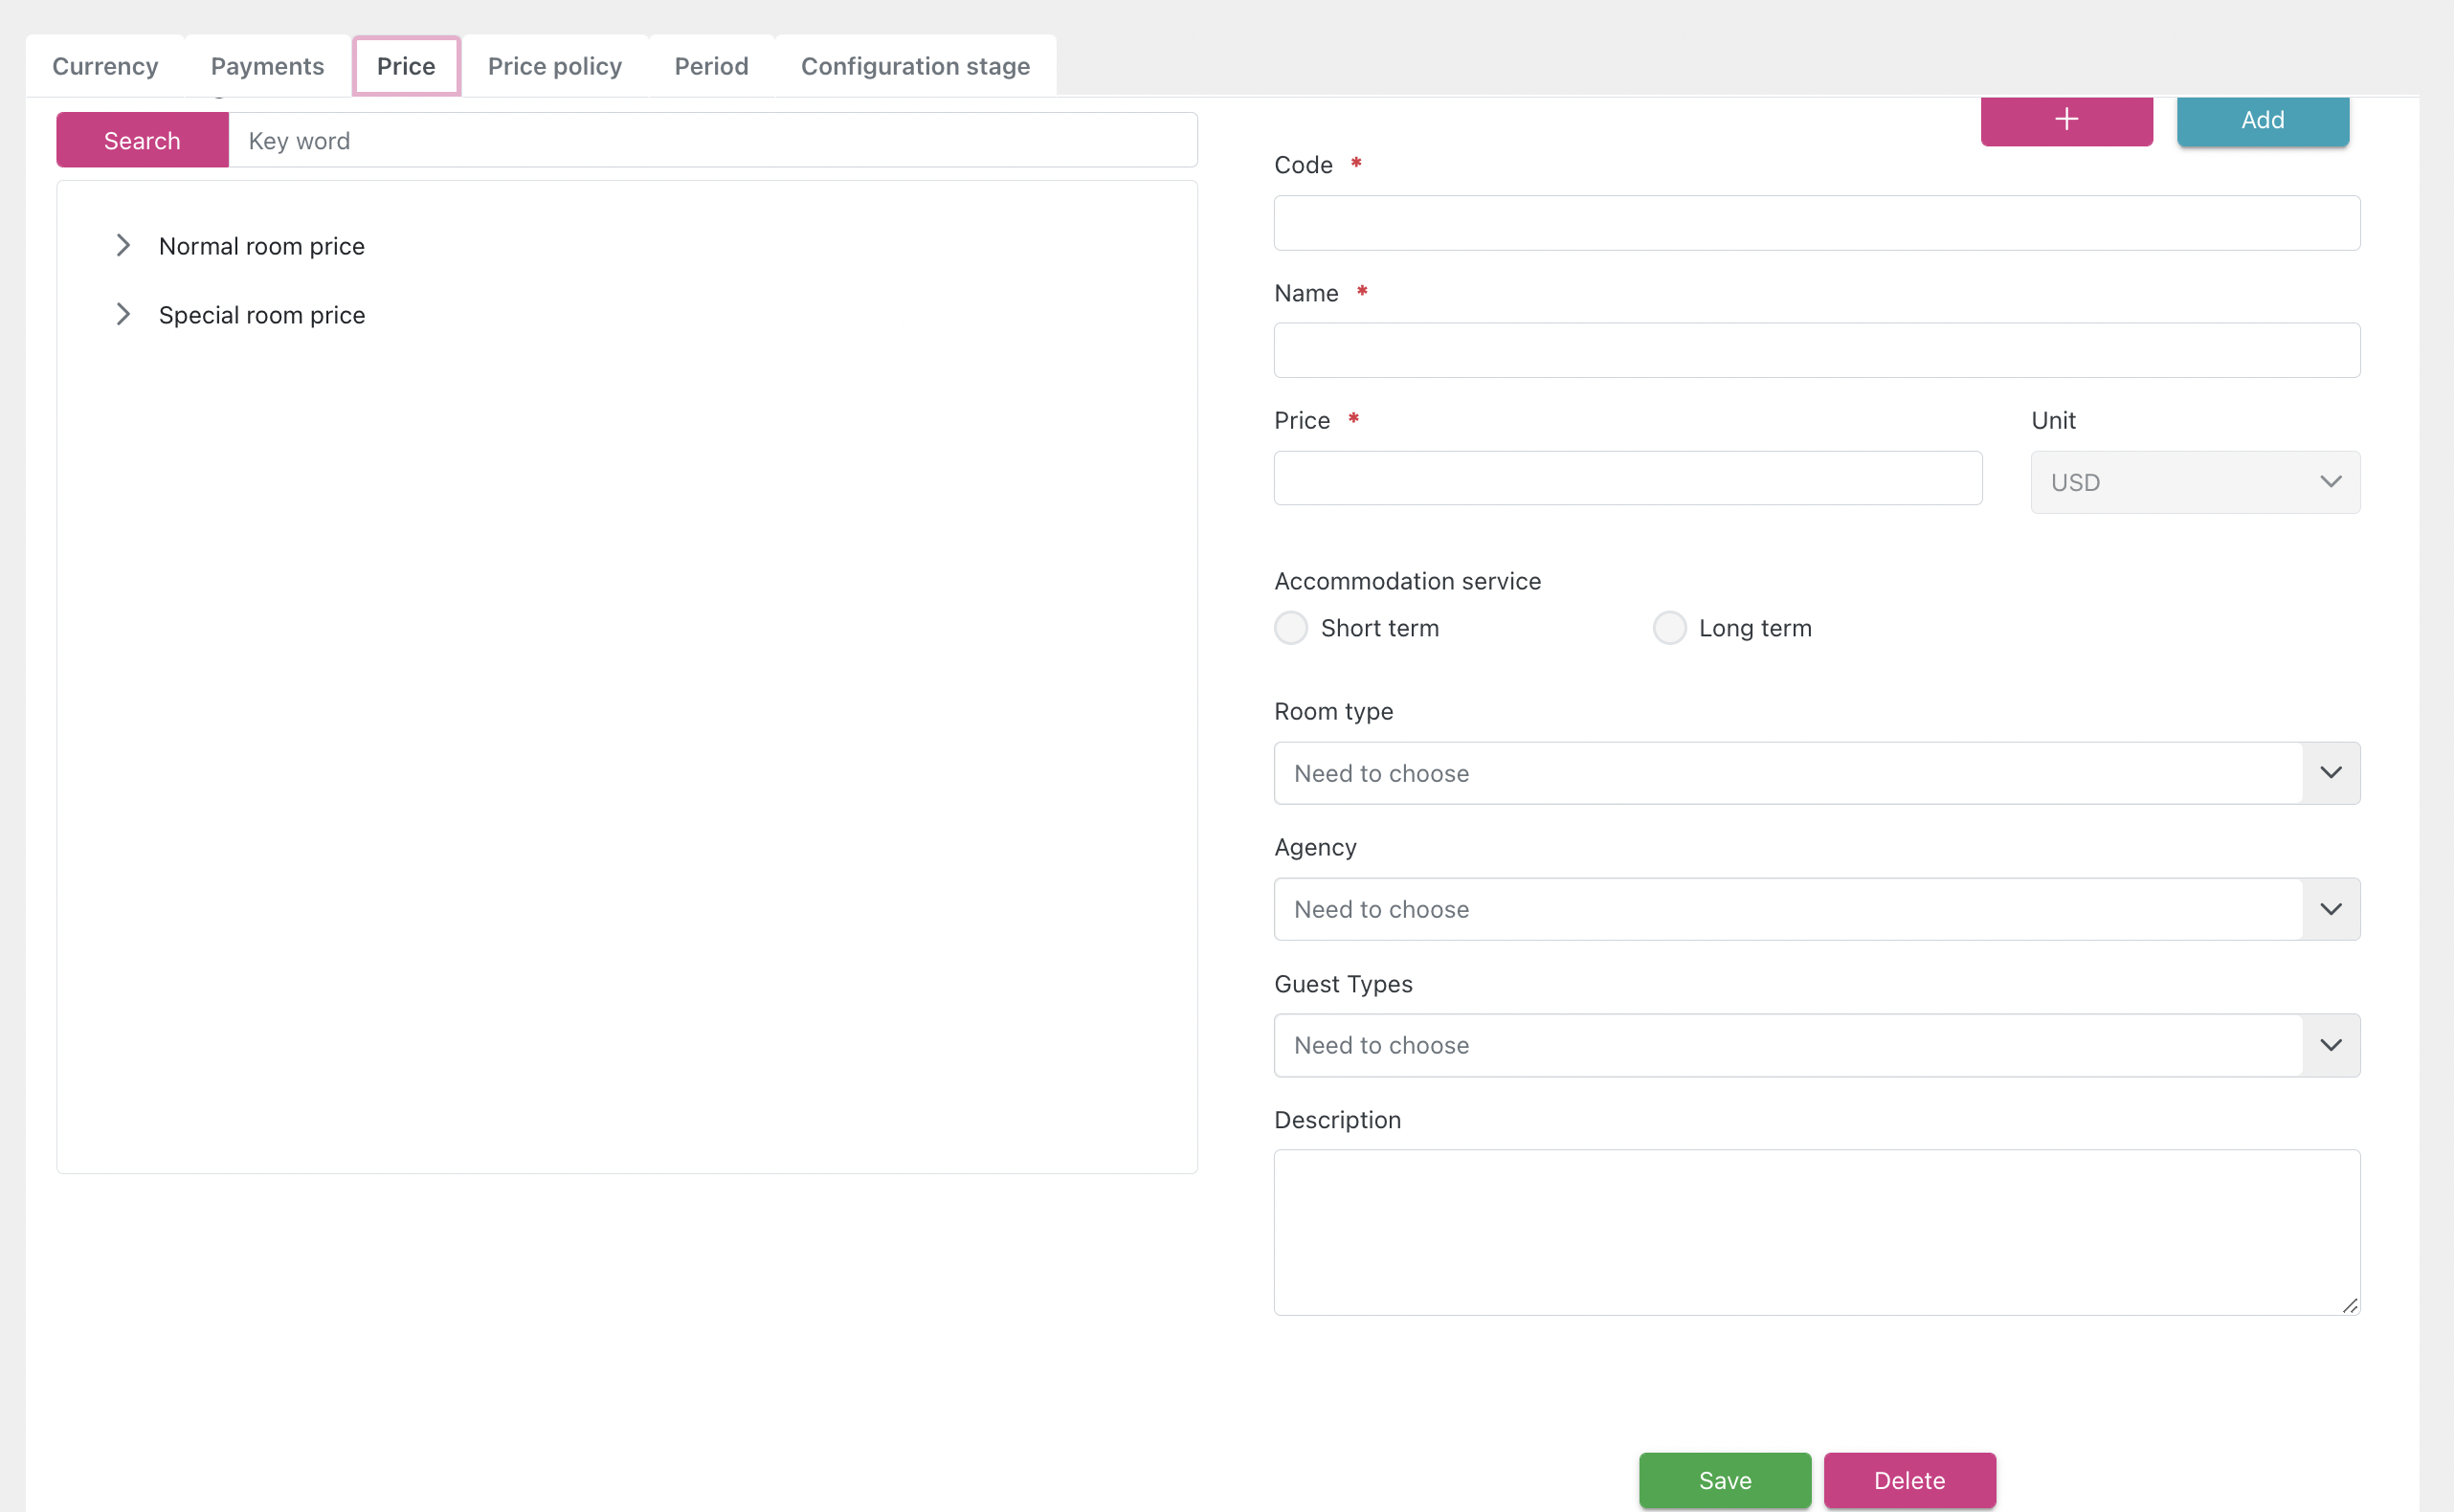 Currency Payments Price Price policy Period Configuration stage
Search Key word
+ Add
Normal room price
Special room price
Code *
Name *
Price * Unit
USD
Accommodation service
Short term Long term
Room type
Need to choose
Agency
Need to choose
Guest Types
Need to choose
Description
Save Delete